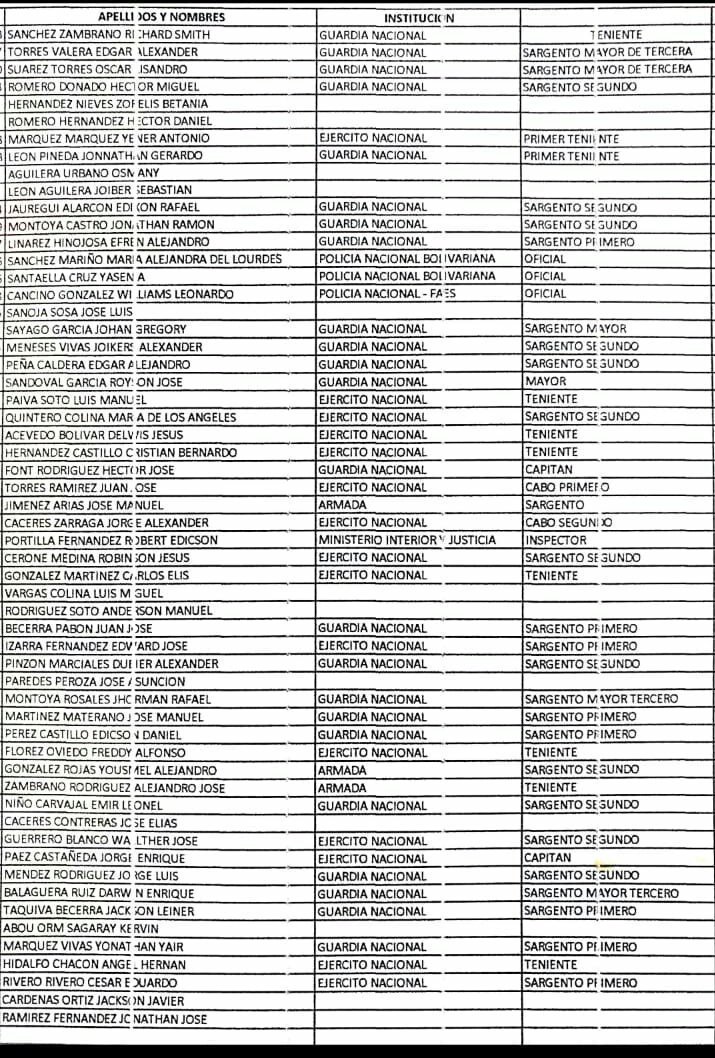 APELLIDOS Y NOMBRES INSTITUCION
SANCHEZ ZAMBRANO RICHARD SMITH GUARDIA NACIONAL TENIENTE
TORRES VALERA EDGAR ALEXANDER GUARDIA NACIONAL SARGENTO MAYOR DE TERCERA
SUAREZ TORRES OSCAR LISANDRO GUARDIA NACIONAL SARGENTO MAYOR DE TERCERA
ROMERO DONADO HECTOR MIGUEL GUARDIA NACIONAL SARGENTO SEGUNDO
HERNANDEZ NIEVES ZORELIS BETANIA
ROMERO HERNANDEZ HECTOR DANIEL
MARQUEZ MARQUEZ YENER ANTONIO EJERCITO NACIONAL PRIMER TENIENTE
LEON PINEDA JONNATHAN GERARDO GUARDIA NACIONAL PRIMER TENIENTE
AGUILERA URBANO OSMANY
LEON AGUILERA JOIBER SEBASTIAN
JAUREGUI ALARCON EDIXON RAFAEL GUARDIA NACIONAL SARGENTO SEGUNDO
MONTOYA CASTRO JONATHAN RAMON GUARDIA NACIONAL SARGENTO SEGUNDO
LINAREZ HINOJOSA EFREN ALEJANDRO GUARDIA NACIONAL SARGENTO PRIMERO
SANCHEZ MARIÑO MARIA ALEJANDRA DEL LOURDES POLICIA NACIONAL BOLIVARIANA OFICIAL
SANTAELLA CRUZ YASENIA POLICIA NACIONAL BOLIVARIANA OFICIAL
CANCINO GONZALEZ WILLIAMS LEONARDO POLICIA NACIONAL - FAES OFICIAL
SANOJA SOSA JOSE LUIS
SAYAGO GARCIA JOHAN GREGORY GUARDIA NACIONAL SARGENTO MAYOR
MENESES VIVAS ALEXANDER GUARDIA NACIONAL SARGENTO SEGUNDO
PEÑA CALDERA EDGAR ALEJANDRO GUARDIA NACIONAL SARGENTO SEGUNDO
SANDOVAL GARCIA ROYSON JOSE GUARDIA NACIONAL MAYOR
PAIVA SOTO LUIS MANUEL EJERCITO NACIONAL TENIENTE
QUINTERO COLINA MARIA DE LOS ANGELES EJERCITO NACIONAL SARGENTO SEGUNDO
ACEVEDO BOLIVAR DELVIS JESUS EJERCITO NACIONAL TENIENTE
HERNANDEZ CASTILLO CRISTIAN BERNARDO EJERCITO NACIONAL TENIENTE
FONT RODRIGUEZ HECTOR JOSE GUARDIA NACIONAL CAPITAN
TORRES RAMIREZ JUAN JOSE EJERCITO NACIONAL CABO PRIMERO
JIMENEZ ARIAS JOSE MANUEL ARMADA SARGENTO
CACERES ZARRAGA JORGE ALEXANDER EJERCITO NACIONAL CABO SEGUNDO
PORTILLA FERNANDEZ ROBERT EDICSON MINISTERIO INTERIOR Y JUSTICIA INSPECTOR
CERONE MEDINA ROBINSON JESUS EJERCITO NACIONAL SARGENTO SEGUNDO
GONZALEZ MARTINEZ CARLOS ELIS EJERCITO NACIONAL TENIENTE
VARGAS COLINA LUIS MIGUEL
RODRIGUEZ SOTO ANDERSON MANUEL
BECERRA PABON JUAN JOSE GUARDIA NACIONAL SARGENTO PRIMERO
IZARRA FERNANDEZ EDWARD JOSE EJERCITO NACIONAL SARGENTO PRIMERO
PINZON MARCIALES ALEXANDER GUARDIA NACIONAL SARGENTO SEGUNDO
PAREDES PEROZA JOSE ASUNCION
MONTOYA ROSALES JHORMAN RAFAEL GUARDIA NACIONAL SARGENTO MAYOR TERCERO
MARTINEZ MATERANO JOSE MANUEL GUARDIA NACIONAL SARGENTO PRIMERO
PEREZ CASTILLO EDICSON DANIEL GUARDIA NACIONAL SARGENTO PRIMERO
FLOREZ OVIEDO FREDDY ALFONSO EJERCITO NACIONAL TENIENTE
GONZALEZ ROJAS YOUSMEL ALEJANDRO ARMADA SARGENTO SEGUNDO
ZAMBRANO RODRIGUEZ ALEJANDRO JOSE ARMADA TENIENTE
NIÑO CARVAJAL EMIR LEONEL GUARDIA NACIONAL SARGENTO SEGUNDO
CACERES CONTRERAS JOSE ELIAS
GUERRERO BLANCO WALTHER JOSE EJERCITO NACIONAL SARGENTO SEGUNDO
PAEZ CASTAÑEDA JORGE ENRIQUE EJERCITO NACIONAL CAPITAN
MENDEZ RODRIGUEZ JORGE LUIS GUARDIA NACIONAL SARGENTO SEGUNDO
BALAGUERA RUIZ DARWIN ENRIQUE GUARDIA NACIONAL SARGENTO MAYOR TERCERO
TAQUIVA BECERRA JACKSON LEINER GUARDIA NACIONAL SARGENTO PRIMERO
ABOU ORM SAGARAY KERVIN
MARQUEZ VIVAS YONATHAN YAIR GUARDIA NACIONAL SARGENTO PRIMERO
HIDALFO CHACON ANGEL HERNAN EJERCITO NACIONAL TENIENTE
RIVERO RIVERO CESAR EDUARDO EJERCITO NACIONAL SARGENTO PRIMERO
CARDENAS ORTIZ JACKSON JAVIER
RAMIREZ FERNANDEZ JONATHAN JOSE